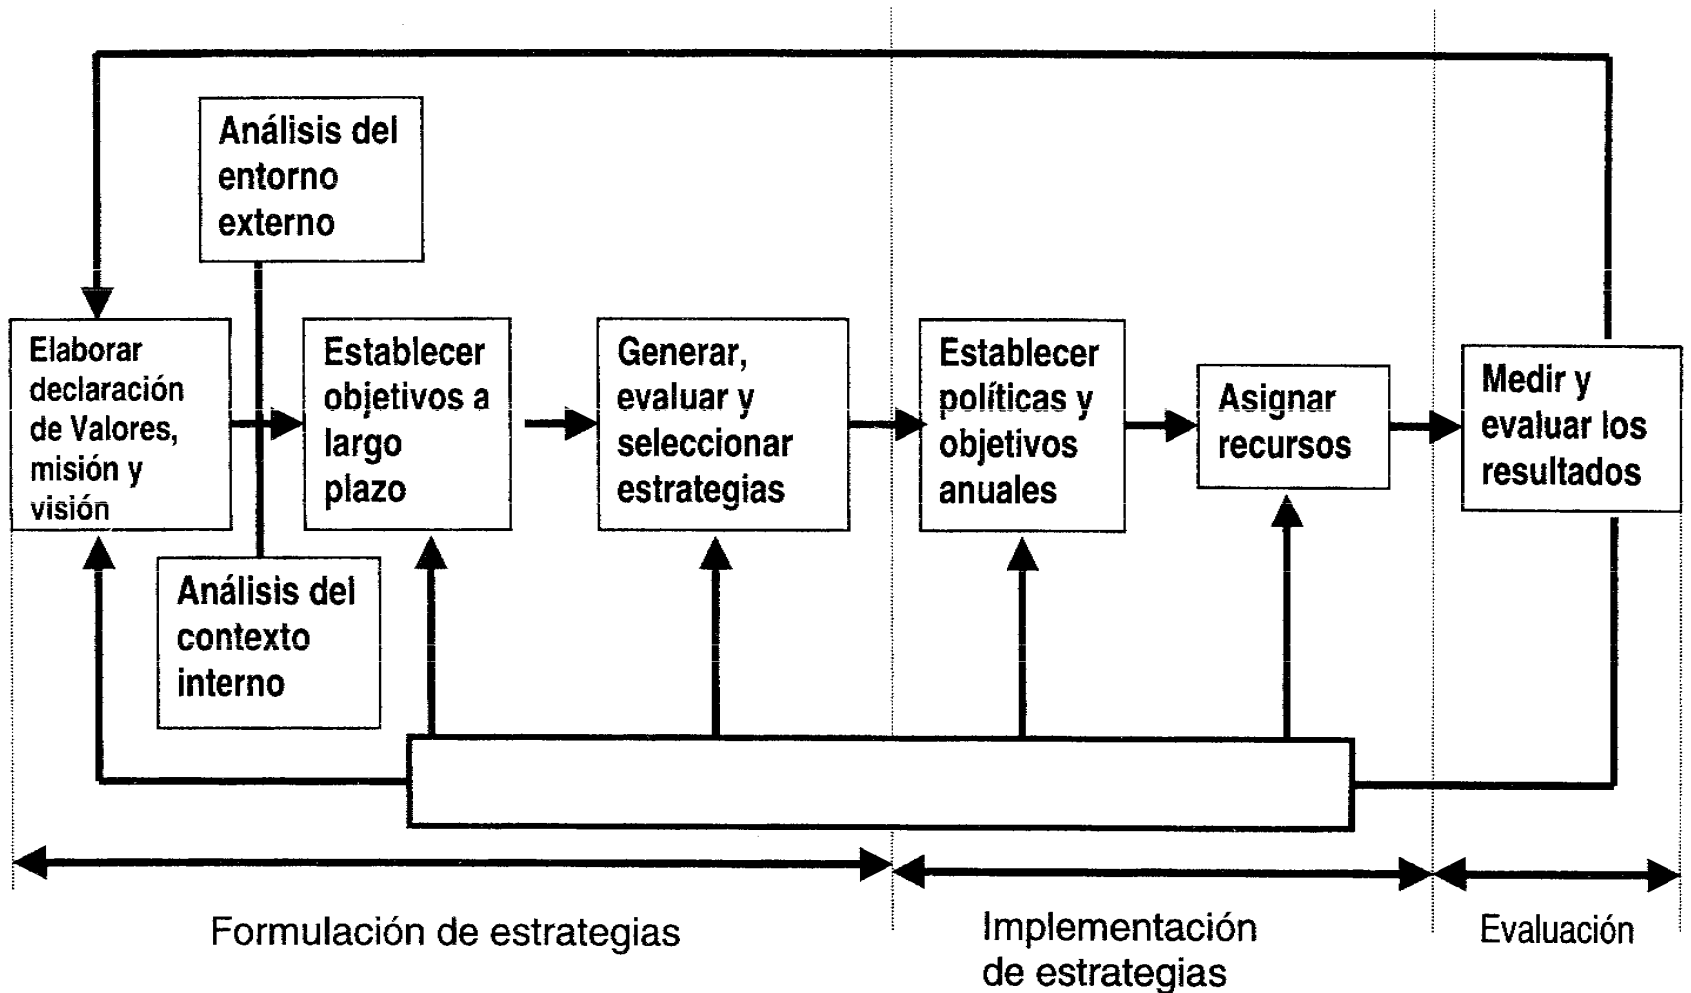 Análisis del
entorno
externo
Elaborar
declaración
de Valores,
misión y
visión
Establecer
objetivos a
largo
plazo
Generar,
evaluar y
seleccionar
estrategias
Establecer
políticas y
objetivos
anuales
Asignar
recursos
Medir y
evaluar los
resultados
Análisis del
contexto
interno
Formulación de estrategias
Implementación
de estrategias
Evaluación